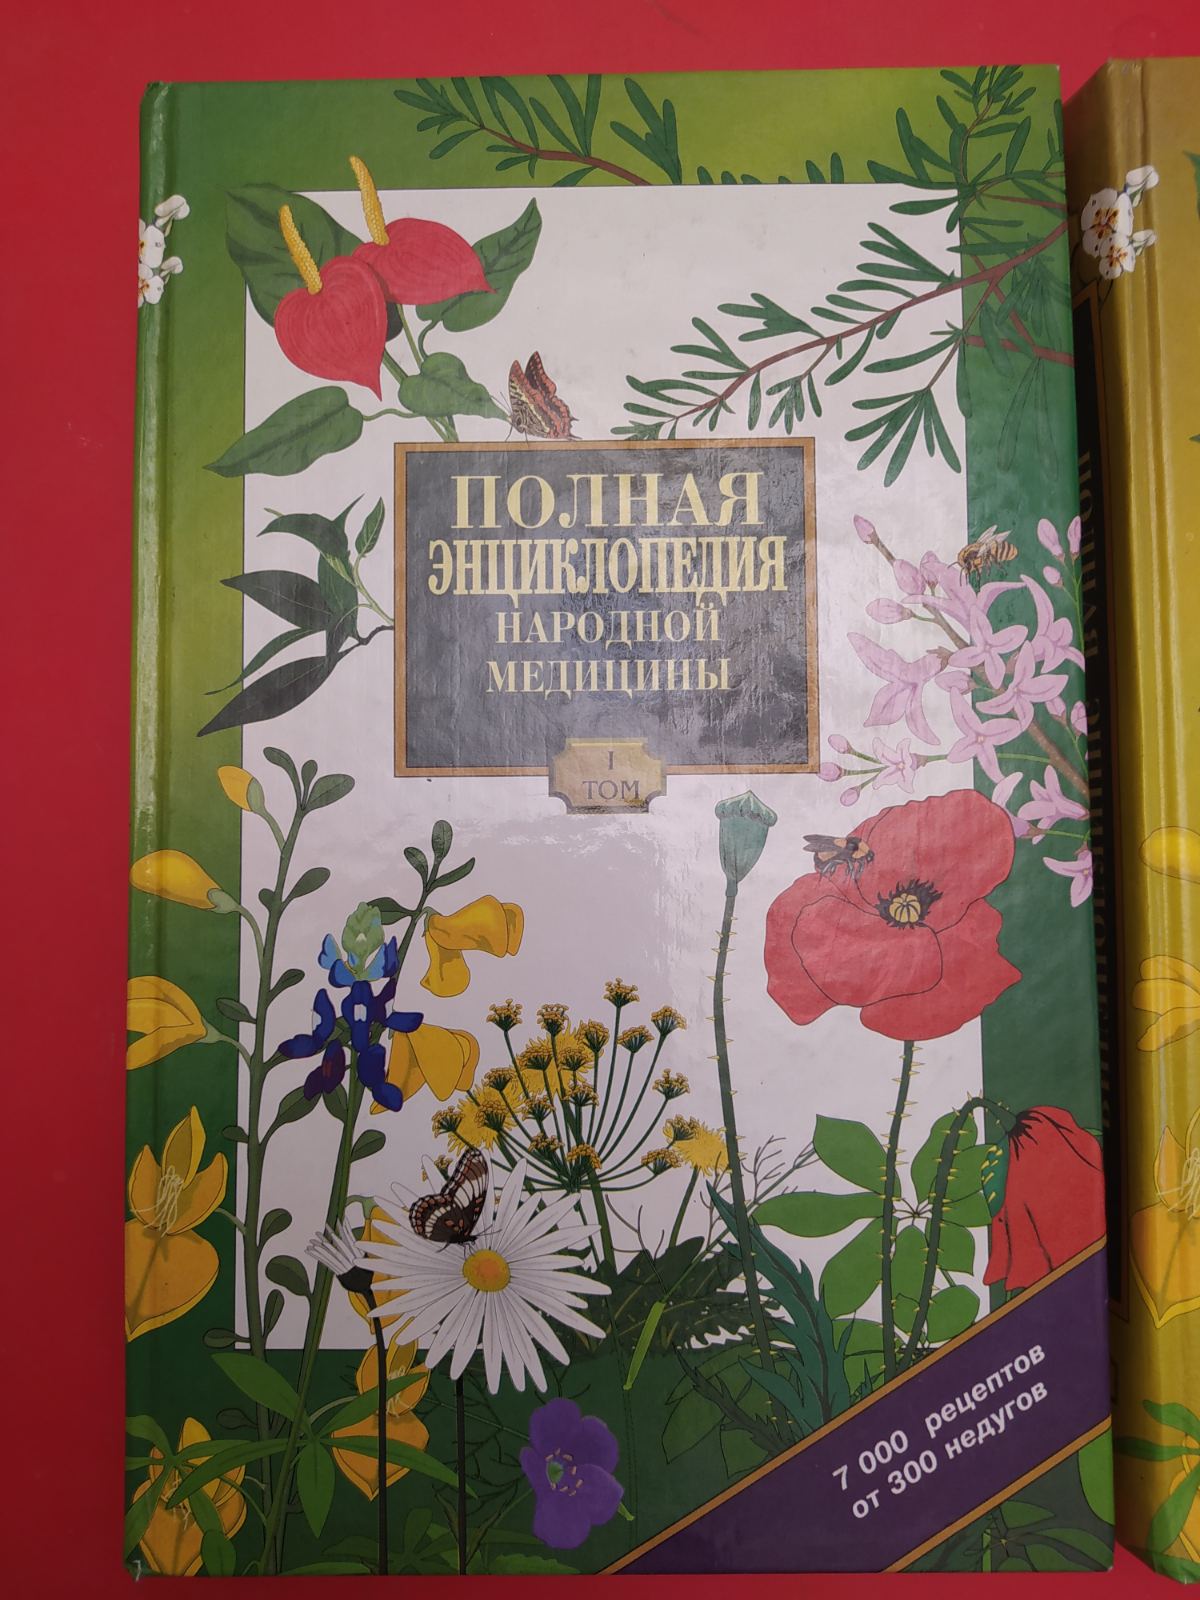 ПОЛНАЯ
ЭНЦИКЛОПЕДИЯ
НАРОДНОЙ
МЕДИЦИНЫ
I
ТОМ
7 000 рецептов
от 300 недугов